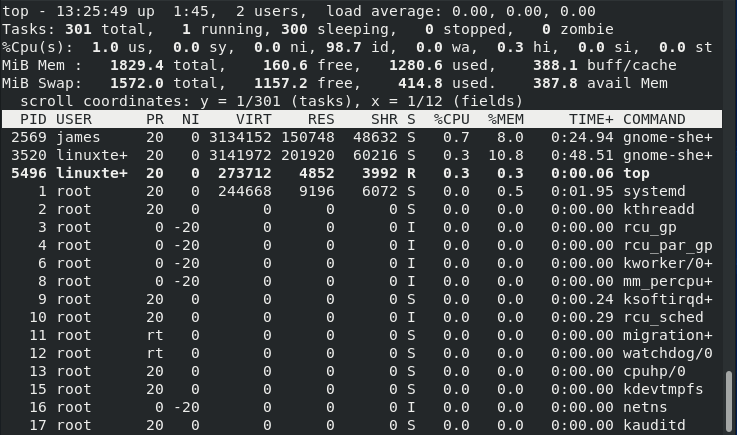 top - 13:25:49 up  1:45,  2 users,  load average: 0.00, 0.00, 0.00
Tasks: 301 total,   1 running, 300 sleeping,   0 stopped,   0 zombie
%Cpu(s):  1.0 us,  0.0 sy,  0.0 ni, 98.7 id,  0.0 wa,  0.3 hi,  0.0 si,  0.0 st
MiB Mem :   1829.4 total,    160.6 free,   1280.6 used,    388.1 buff/cache
MiB Swap:   1572.0 total,   1157.2 free,    414.8 used.    387.8 avail Mem
  scroll coordinates: y = 1/301 (tasks), x = 1/12 (fields)
  PID USER      PR  NI    VIRT    RES    SHR S  %CPU  %MEM     TIME+ COMMAND
 2569 james     20   0 3134152 150748  48632 S   0.7   8.0   0:24.94 gnome-she+
 3520 linuxte+  20   0 3141972 201920  60216 S   0.3  10.8   0:48.51 gnome-she+
 5496 linuxte+  20   0  273712   4852   3992 R   0.3   0.3   0:00.06 top
    1 root      20   0  244668   9196   6072 S   0.0   0.5   0:01.95 systemd
    2 root      20   0       0      0      0 S   0.0   0.0   0:00.00 kthreadd
    3 root       0 -20       0      0      0 I   0.0   0.0   0:00.00 rcu_gp
    4 root       0 -20       0      0      0 I   0.0   0.0   0:00.00 rcu_par_gp
    6 root       0 -20       0      0      0 I   0.0   0.0   0:00.00 kworker/0+
    8 root       0 -20       0      0      0 I   0.0   0.0   0:00.00 mm_percpu+
    9 root      20   0       0      0      0 S   0.0   0.0   0:00.24 ksoftirqd+
   10 root      20   0       0      0      0 I   0.0   0.0   0:00.29 rcu_sched
   11 root      rt   0       0      0      0 S   0.0   0.0   0:00.00 migration+
   12 root      rt   0       0      0      0 S   0.0   0.0   0:00.00 watchdog/0
   13 root      20   0       0      0      0 S   0.0   0.0   0:00.00 cpuhp/0
   15 root      20   0       0      0      0 S   0.0   0.0   0:00.00 kdevtmpfs
   16 root       0 -20       0      0      0 I   0.0   0.0   0:00.00 netns
   17 root      20   0       0      0      0 S   0.0   0.0   0:00.00 kauditd